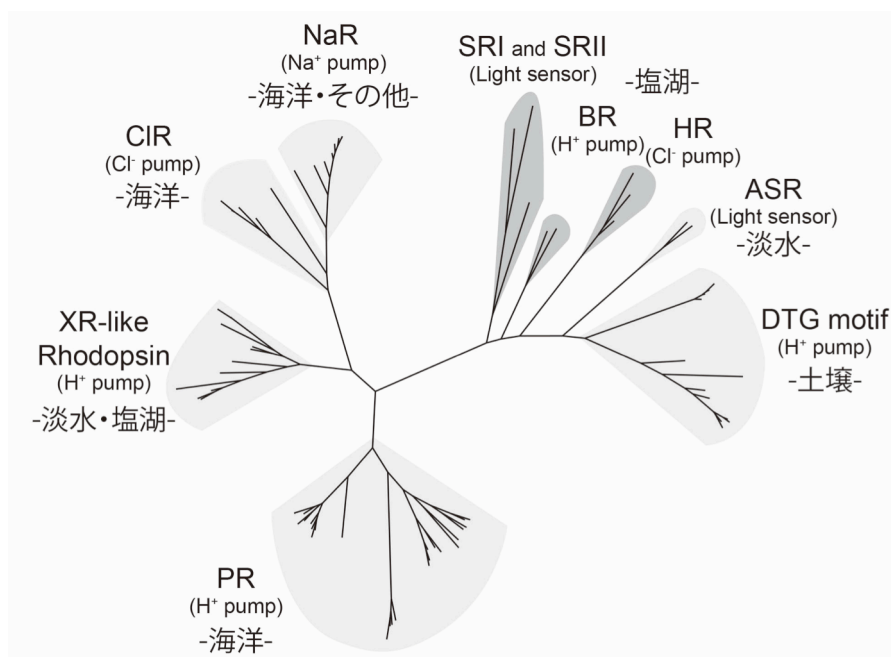 NaR
(Na⁺ pump)
-海洋・その他-
SRI and SRII
(Light sensor)
-塩湖-
BR
(H⁺ pump)
HR
(Cl⁻ pump)
ClR
(Cl⁻ pump)
-海洋-
ASR
(Light sensor)
-淡水-
XR-like
Rhodopsin
(H⁺ pump)
-淡水・塩湖-
DTG motif
(H⁺ pump)
-土壌-
PR
(H⁺ pump)
-海洋-